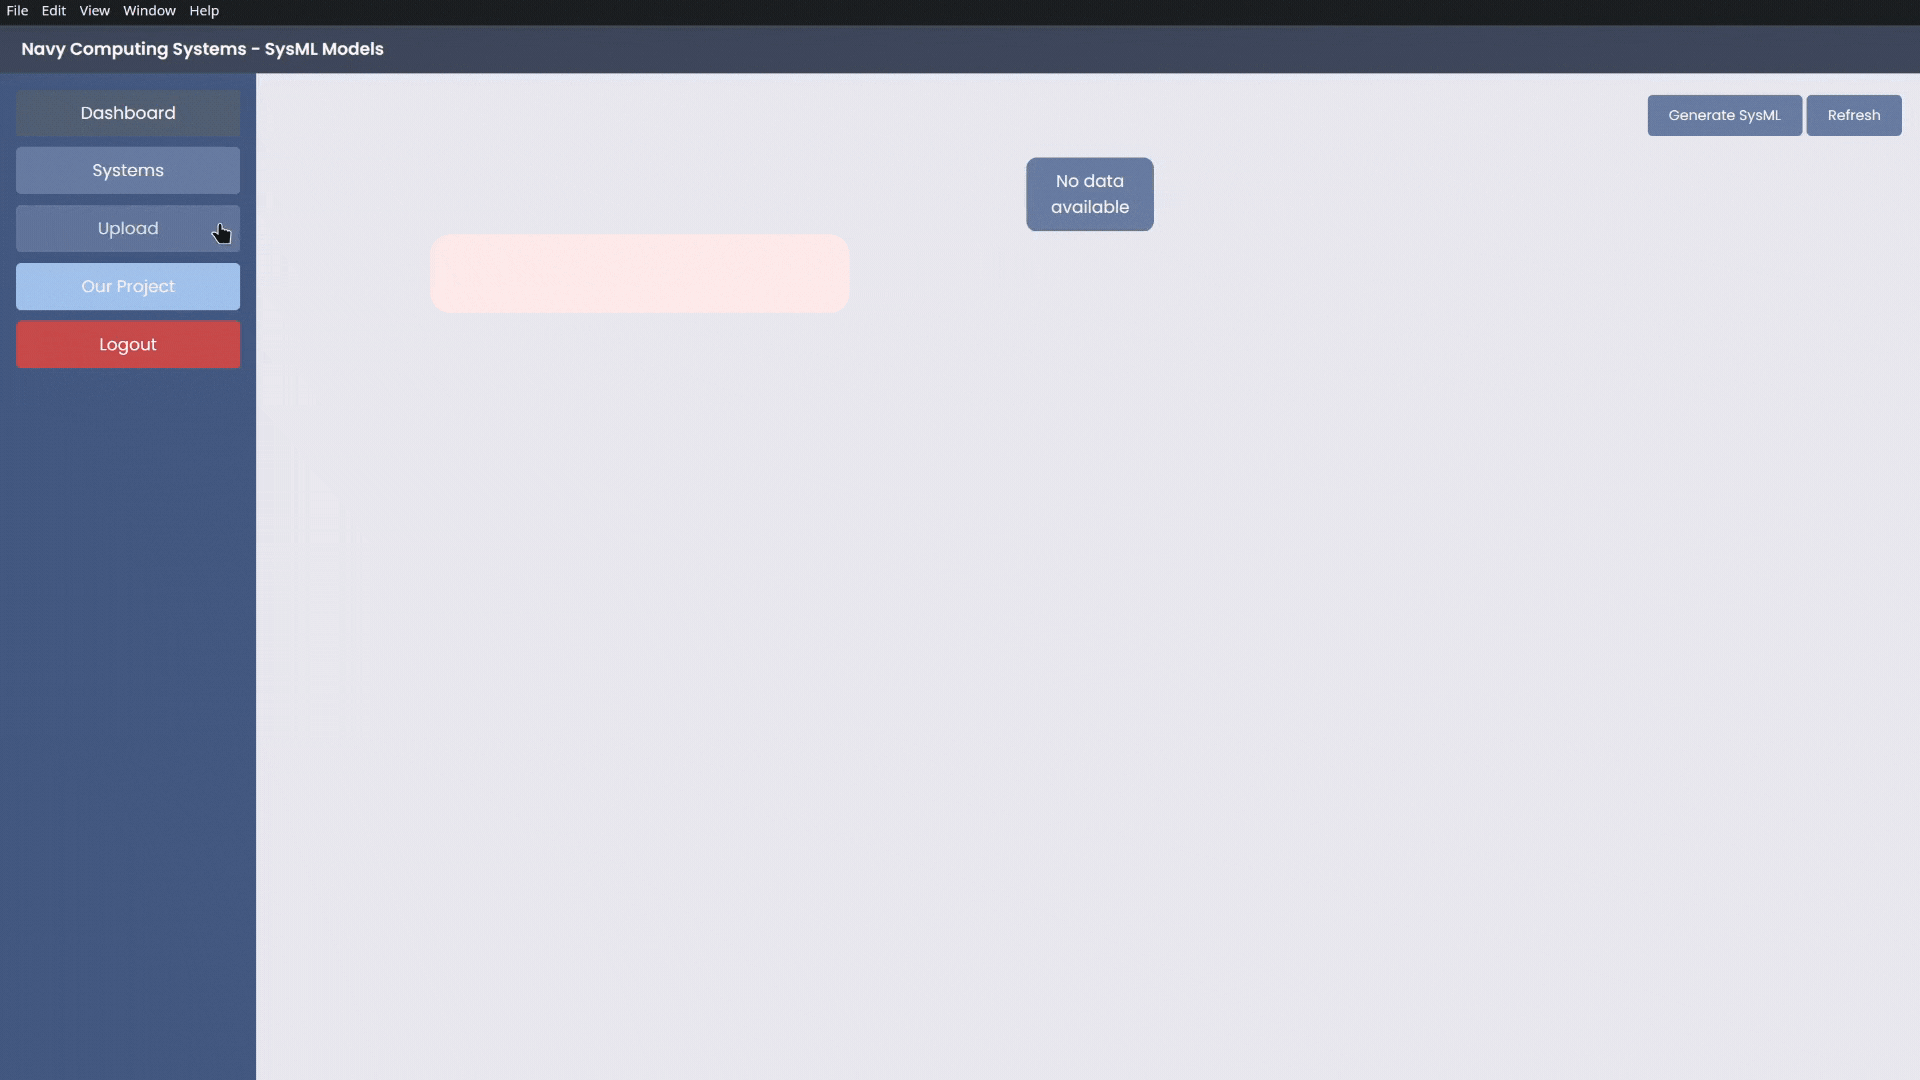 File Edit View Window Help
Navy Computing Systems - SysML Models
Dashboard
Systems
Upload
Our Project
Logout
Generate SysML
Refresh
No data
available